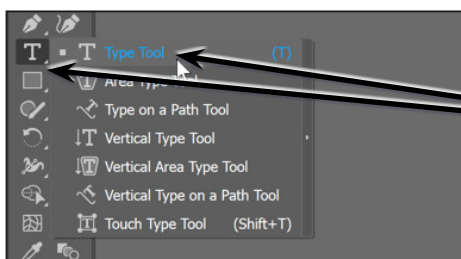 Type Tool (T)
Area Type Tool
Type on a Path Tool
Vertical Type Tool
Vertical Area Type Tool
Vertical Type on a Path Tool
Touch Type Tool (Shift+T)